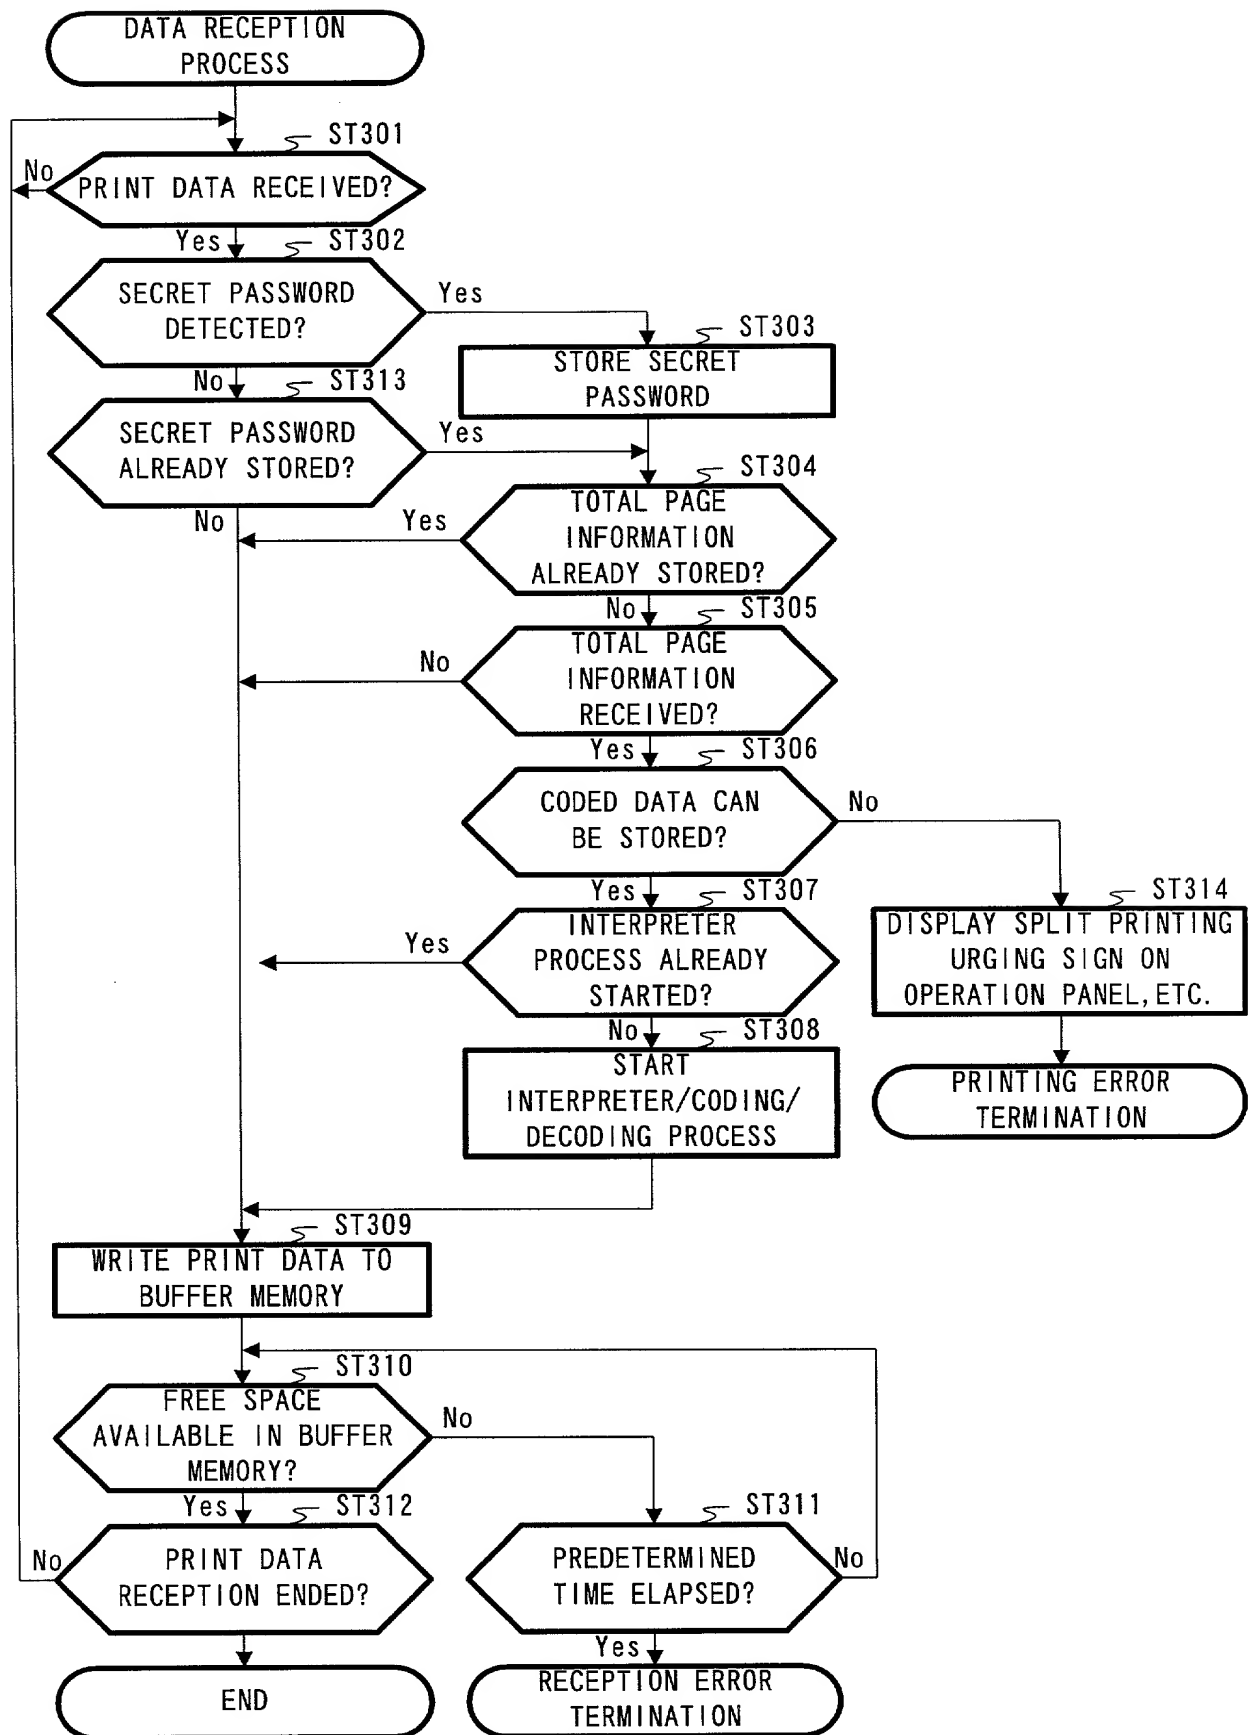 DATA RECEPTION
PROCESS
ST301
No
PRINT DATA RECEIVED?
Yes
ST302
SECRET PASSWORD
DETECTED?
Yes
ST303
STORE SECRET
PASSWORD
No
ST313
SECRET PASSWORD
ALREADY STORED?
Yes
ST304
TOTAL PAGE
INFORMATION
ALREADY STORED?
No
Yes
No
ST305
TOTAL PAGE
INFORMATION
RECEIVED?
No
Yes
ST306
CODED DATA CAN
BE STORED?
No
Yes
ST307
INTERPRETER
PROCESS ALREADY
STARTED?
Yes
ST314
DISPLAY SPLIT PRINTING
URGING SIGN ON
OPERATION PANEL,ETC.
No
ST308
START
INTERPRETER/CODING/
DECODING PROCESS
PRINTING ERROR
TERMINATION
ST309
WRITE PRINT DATA TO
BUFFER MEMORY
ST310
FREE SPACE
AVAILABLE IN BUFFER
MEMORY?
No
Yes
ST312
ST311
No
PRINT DATA
RECEPTION ENDED?
PREDETERMINED
TIME ELAPSED?
No
Yes
END
RECEPTION ERROR
TERMINATION